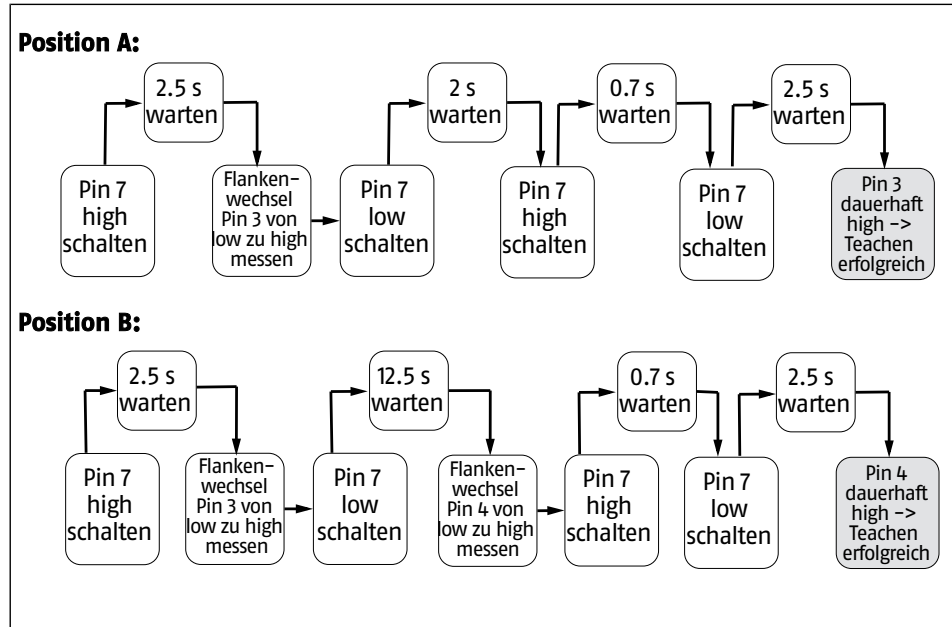 Position A:
2.5 s
warten
2 s
warten
0.7 s
warten
2.5 s
warten
Pin 7
high
schalten
Flanken-
wechsel
Pin 3 von
low zu high
messen
Pin 7
low
schalten
Pin 7
high
schalten
Pin 7
low
schalten
Pin 3
dauerhaft
high ->
Teachen
erfolgreich
Position B:
2.5 s
warten
12.5 s
warten
0.7 s
warten
2.5 s
warten
Pin 7
high
schalten
Flanken-
wechsel
Pin 3 von
low zu high
messen
Pin 7
low
schalten
Flanken-
wechsel
Pin 4 von
low zu high
messen
Pin 7
high
schalten
Pin 7
low
schalten
Pin 4
dauerhaft
high ->
Teachen
erfolgreich